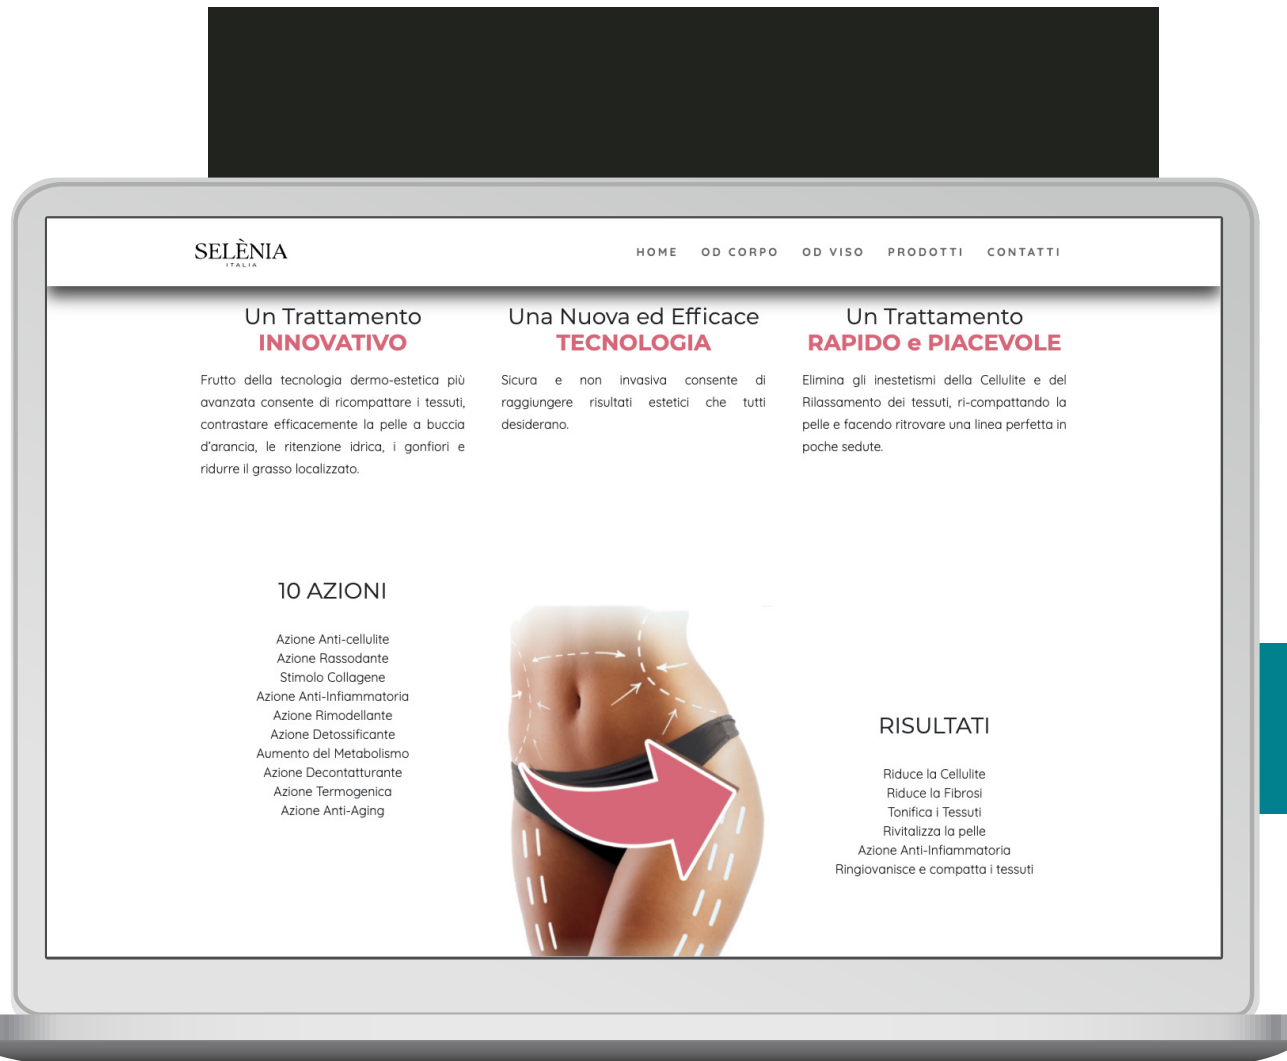 SELÈNIA
ITALIA
HOME OD CORPO OD VISO PRODOTTI CONTATTI
Un Trattamento
INNOVATIVO
Frutto della tecnologia dermo-estetica più
avanzata consente di ricompattare i tessuti,
contrastare efficacemente la pelle a buccia
d'arancia, le ritenzione idrica, i gonfiori e
ridurre il grasso localizzato.
Una Nuova ed Efficace
TECNOLOGIA
Sicura e non invasiva consente di
raggiungere risultati estetici che tutti
desiderano.
Un Trattamento
RAPIDO e PIACEVOLE
Elimina gli inestetismi della Cellulite e del
Rilassamento dei tessuti, ri-compattando la
pelle e facendo ritrovare una linea perfetta in
poche sedute.
10 AZIONI
Azione Anti-cellulite
Azione Rassodante
Stimolo Collagene
Azione Anti-Infiammatoria
Azione Rimodellante
Azione Detossificante
Aumento del Metabolismo
Azione Decontatturante
Azione Termogenica
Azione Anti-Aging
RISULTATI
Riduce la Cellulite
Riduce la Fibrosi
Tonifica i Tessuti
Rivitalizza la pelle
Azione Anti-Infiammatoria
Ringiovanisce e compatta i tessuti